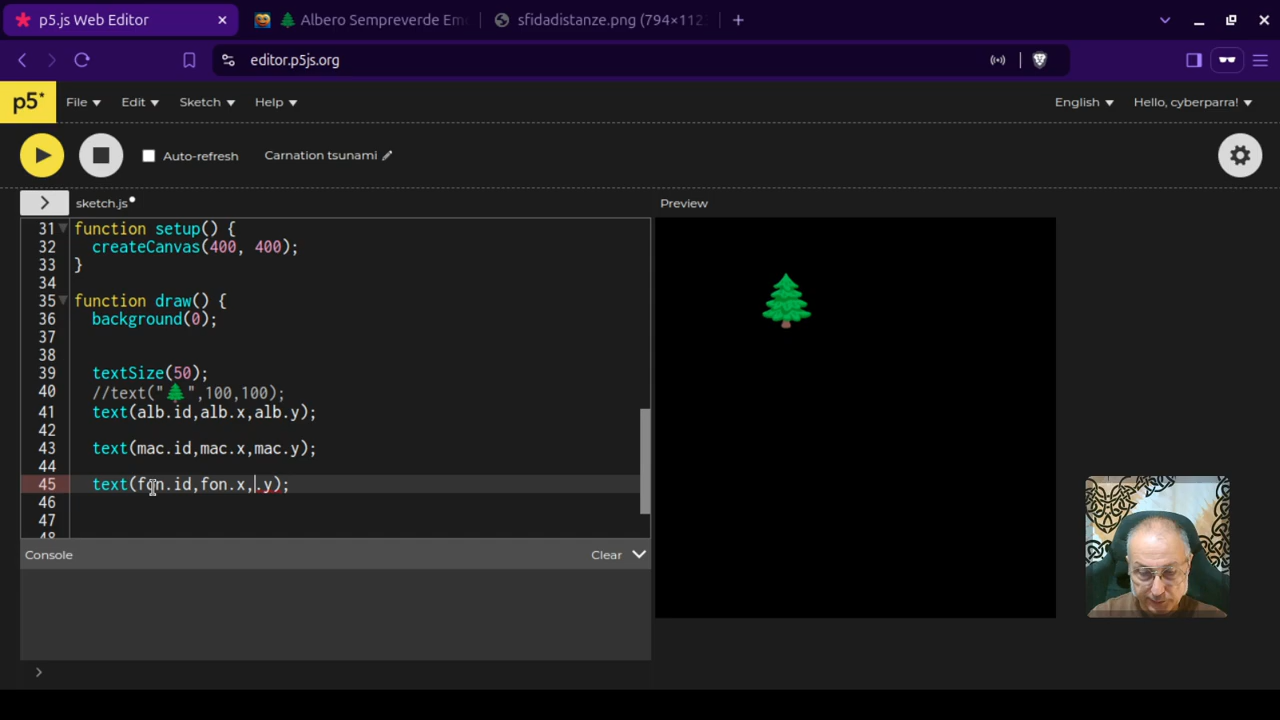 p5.js Web Editor
Albero Sempreverde Em
sfidadistanze.png (794×112
editor.p5js.org
p5*
File
Edit
Sketch
Help
English
Hello, cyberparra!
Auto-refresh
Carnation tsunami
sketch.js
Preview
31 function setup() {
32 createCanvas(400, 400);
33 }
34
35 function draw() {
36 background(0);
37
38
39 textSize(50);
40 //text("🌲",100,100);
41 text(alb.id,alb.x,alb.y);
42
43 text(mac.id,mac.x,mac.y);
44
45 text(fon.id,fon.x,.y);
46
47
48
Console
Clear